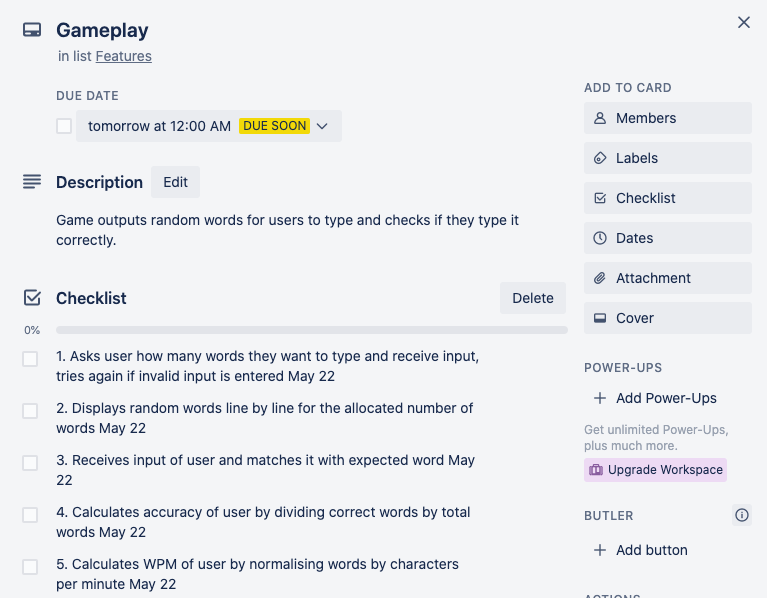 Gameplay
in list Features
DUE DATE
tomorrow at 12:00 AM DUE SOON
Description Edit
Game outputs random words for users to type and checks if they type it
correctly.
Checklist Delete
0%
1. Asks user how many words they want to type and receive input,
tries again if invalid input is entered May 22
2. Displays random words line by line for the allocated number of
words May 22
3. Receives input of user and matches it with expected word May
22
4. Calculates accuracy of user by dividing correct words by total
words May 22
5. Calculates WPM of user by normalising words by characters
per minute May 22
ADD TO CARD
Members
Labels
Checklist
Dates
Attachment
Cover
POWER-UPS
Add Power-Ups
Get unlimited Power-Ups,
plus much more.
Upgrade Workspace
BUTLER
Add button
ACTIONS